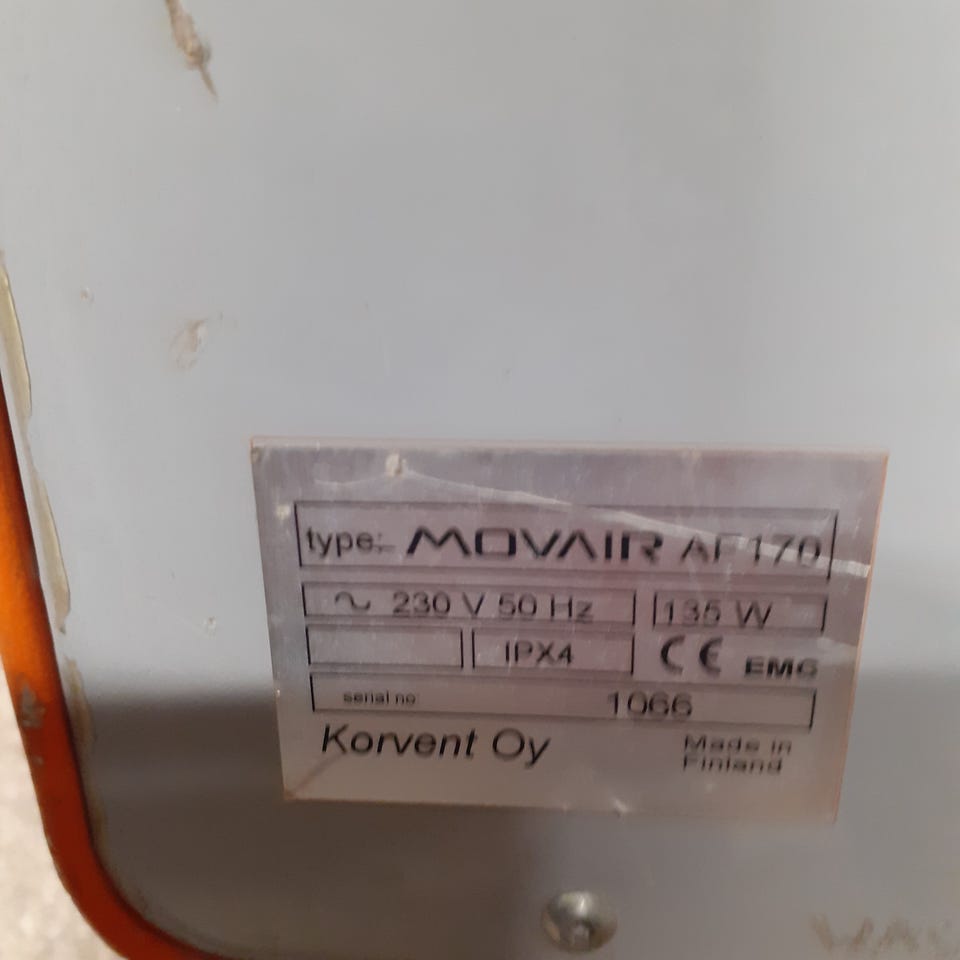 type: MOVAIR AF170
~ 230 V 50 Hz 135 W
IPX4 CE EMC
serial no 1066
Korvent Oy Made in
Finland